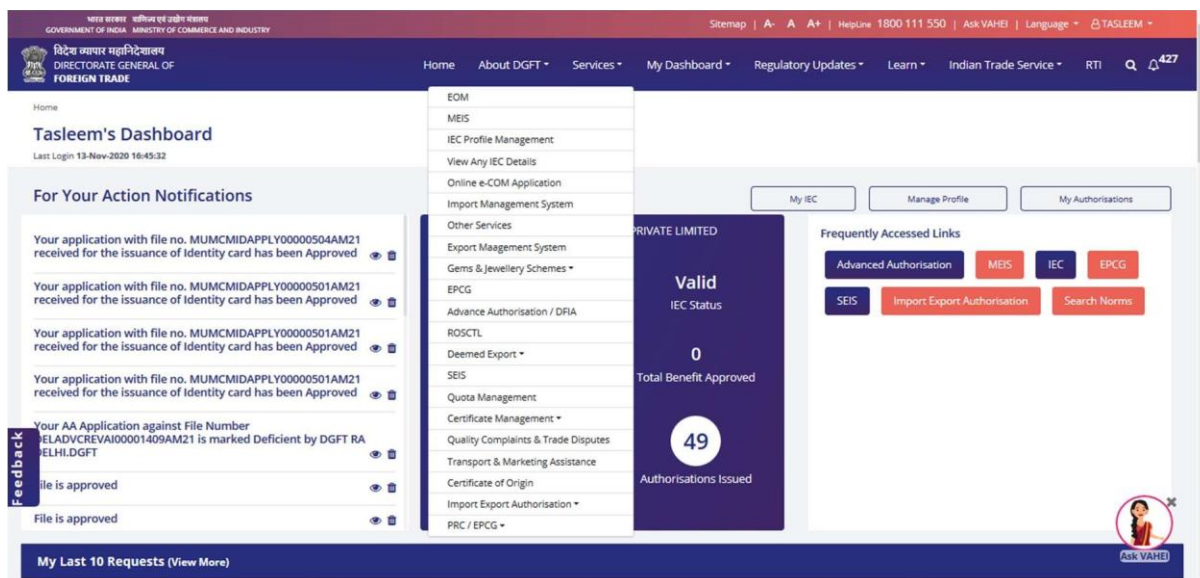 भारत सरकार वाणिज्य एवं उद्योग मंत्रालय
GOVERNMENT OF INDIA MINISTRY OF COMMERCE AND INDUSTRY
Sitemap | A- A A+ | HelpLine 1800 111 550 | Ask VAHEI | Language TASLEEM
विदेश व्यापार महानिदेशालय
DIRECTORATE GENERAL OF
FOREIGN TRADE
Home About DGFT Services My Dashboard Regulatory Updates Learn Indian Trade Service RTI 427
Home
Tasleem's Dashboard
Last Login 13-Nov-2020 16:45:32
EOM
MEIS
IEC Profile Management
View Any IEC Details
Online e-COM Application
Import Management System
Other Services
Export Maagement System
Gems & Jewellery Schemes
EPCG
Advance Authorisation / DFIA
ROSCTL
Deemed Export
SEIS
Quota Management
Certificate Management
Quality Complaints & Trade Disputes
Transport & Marketing Assistance
Certificate of Origin
Import Export Authorisation
PRC / EPCG
For Your Action Notifications
My IEC Manage Profile My Authorisations
Your application with file no. MUMCMIDAPPLY00000504AM21
received for the issuance of Identity card has been Approved
Your application with file no. MUMCMIDAPPLY00000501AM21
received for the issuance of Identity card has been Approved
Your application with file no. MUMCMIDAPPLY00000501AM21
received for the issuance of Identity card has been Approved
Your application with file no. MUMCMIDAPPLY00000501AM21
received for the issuance of Identity card has been Approved
Your AA Application against File Number
ELADVCREVAI00001409AM21 is marked Deficient by DGFT RA
ELHI.DGFT
ile is approved
File is approved
PRIVATE LIMITED
Valid
IEC Status
0
Total Benefit Approved
49
Authorisations Issued
Frequently Accessed Links
Advanced Authorisation MEIS IEC EPCG
SEIS Import Export Authorisation Search Norms
Feedback
Ask VAHEI
My Last 10 Requests (View More)